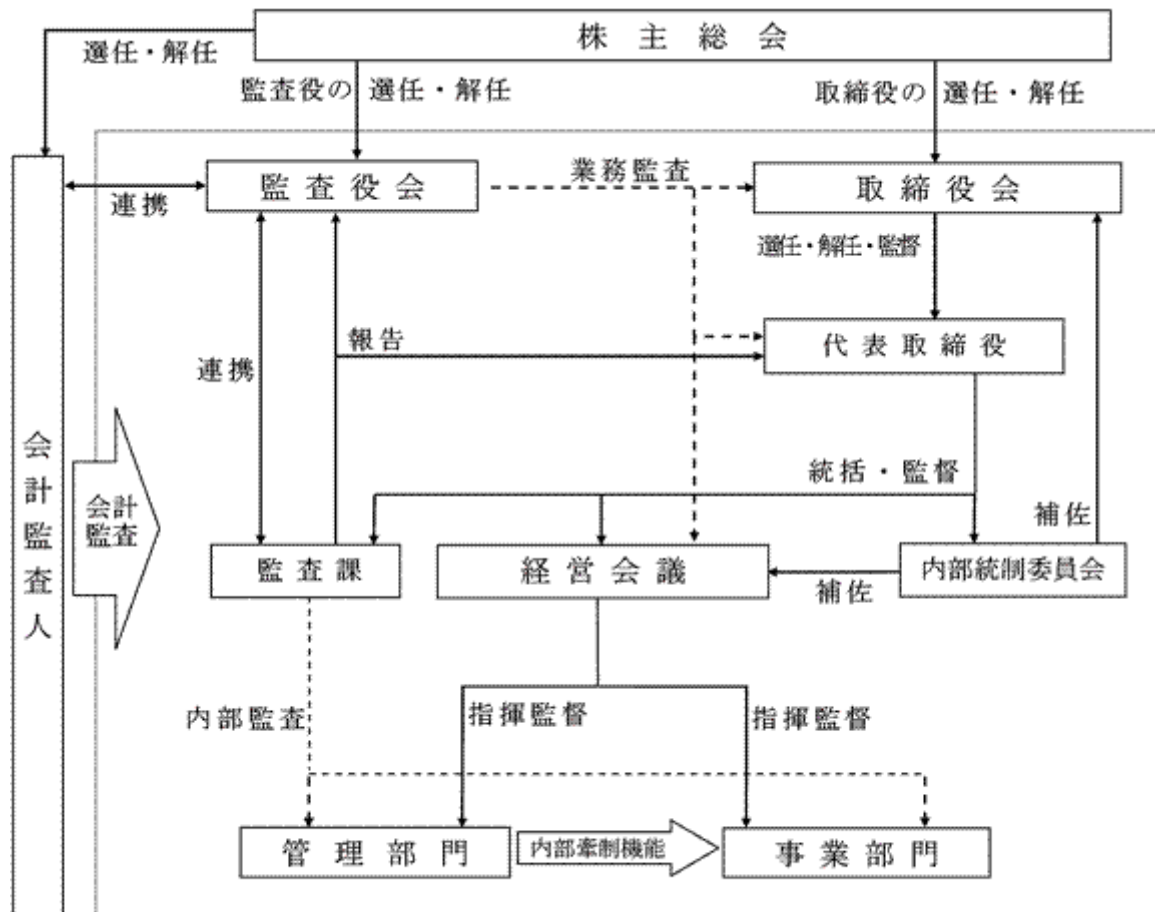 株主総会
選任・解任
監査役の 選任・解任
取締役の 選任・解任
監査役会
業務監査
取締役会
連携
選任・解任・監督
報告
代表取締役
連携
会計監査人
会計
監査
統括・監督
補佐
監査課
経営会議
内部統制委員会
補佐
内部監査
指揮監督
指揮監督
管理部門
内部牽制機能
事業部門